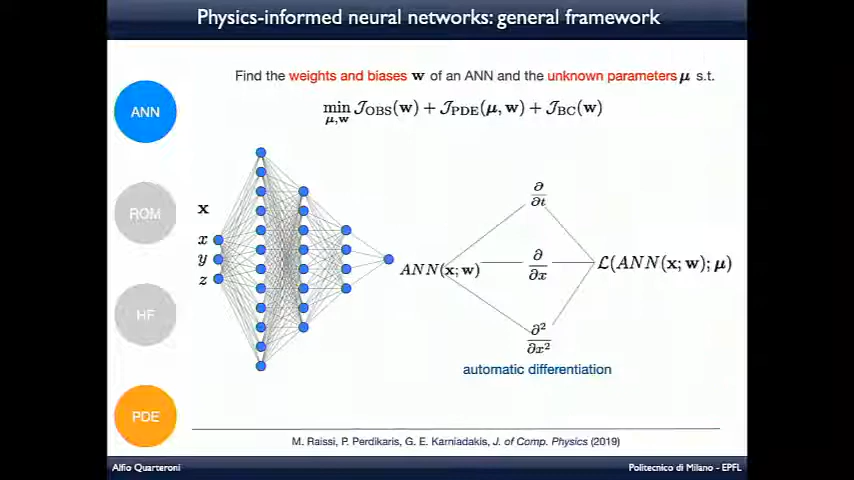 Physics-informed neural networks: general framework
Find the weights and biases w of an ANN and the unknown parameters μ s.t.
min_{μ,w} 𝒥_OBS(w) + 𝒥_PDE(μ, w) + 𝒥_BC(w)
ANN
ROM
HF
PDE
x
x
y
z
ANN(x; w)
∂/∂t
∂/∂x
∂²/∂x²
ℒ(ANN(x; w); μ)
automatic differentiation
M. Raissi, P. Perdikaris, G. E. Karniadakis, J. of Comp. Physics (2019)
Alfio Quarteroni
Politecnico di Milano - EPFL